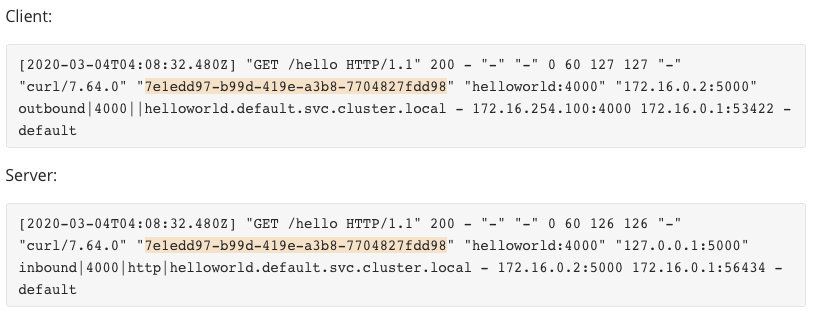 Client:
[2020-03-04T04:08:32.480Z] "GET /hello HTTP/1.1" 200 - "-" "-" 0 60 127 127 "-"
"curl/7.64.0" "7e1edd97-b99d-419e-a3b8-7704827fdd98" "helloworld:4000" "172.16.0.2:5000"
outbound|4000||helloworld.default.svc.cluster.local - 172.16.254.100:4000 172.16.0.1:53422 -
default
Server:
[2020-03-04T04:08:32.480Z] "GET /hello HTTP/1.1" 200 - "-" "-" 0 60 126 126 "-"
"curl/7.64.0" "7e1edd97-b99d-419e-a3b8-7704827fdd98" "helloworld:4000" "127.0.0.1:5000"
inbound|4000|http|helloworld.default.svc.cluster.local - 172.16.0.2:5000 172.16.0.1:56434 -
default